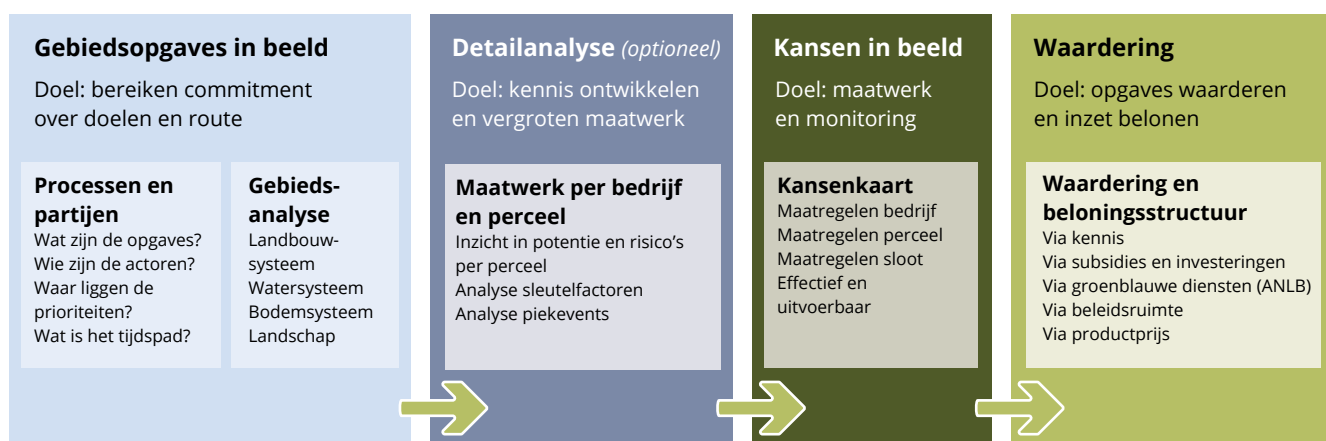 Gebiedsopgaves in beeld
Doel: bereiken commitment
over doelen en route
Processen en
partijen
Wat zijn de opgaves?
Wie zijn de actoren?
Waar liggen de
prioriteiten?
Wat is het tijdspad?
Gebieds-
analyse
Landbouw-
systeem
Watersysteem
Bodemsysteem
Landschap
Detailanalyse (optioneel)
Doel: kennis ontwikkelen
en vergroten maatwerk
Maatwerk per bedrijf
en perceel
Inzicht in potentie en risico’s
per perceel
Analyse sleutelfactoren
Analyse piekevents
Kansen in beeld
Doel: maatwerk
en monitoring
Kansenkaart
Maatregelen bedrijf
Maatregelen perceel
Maatregelen sloot
Effectief en
uitvoerbaar
Waardering
Doel: opgaves waarderen
en inzet belonen
Waardering en
beloningsstructuur
Via kennis
Via subsidies en investeringen
Via groenblauwe diensten (ANLB)
Via beleidsruimte
Via productprijs